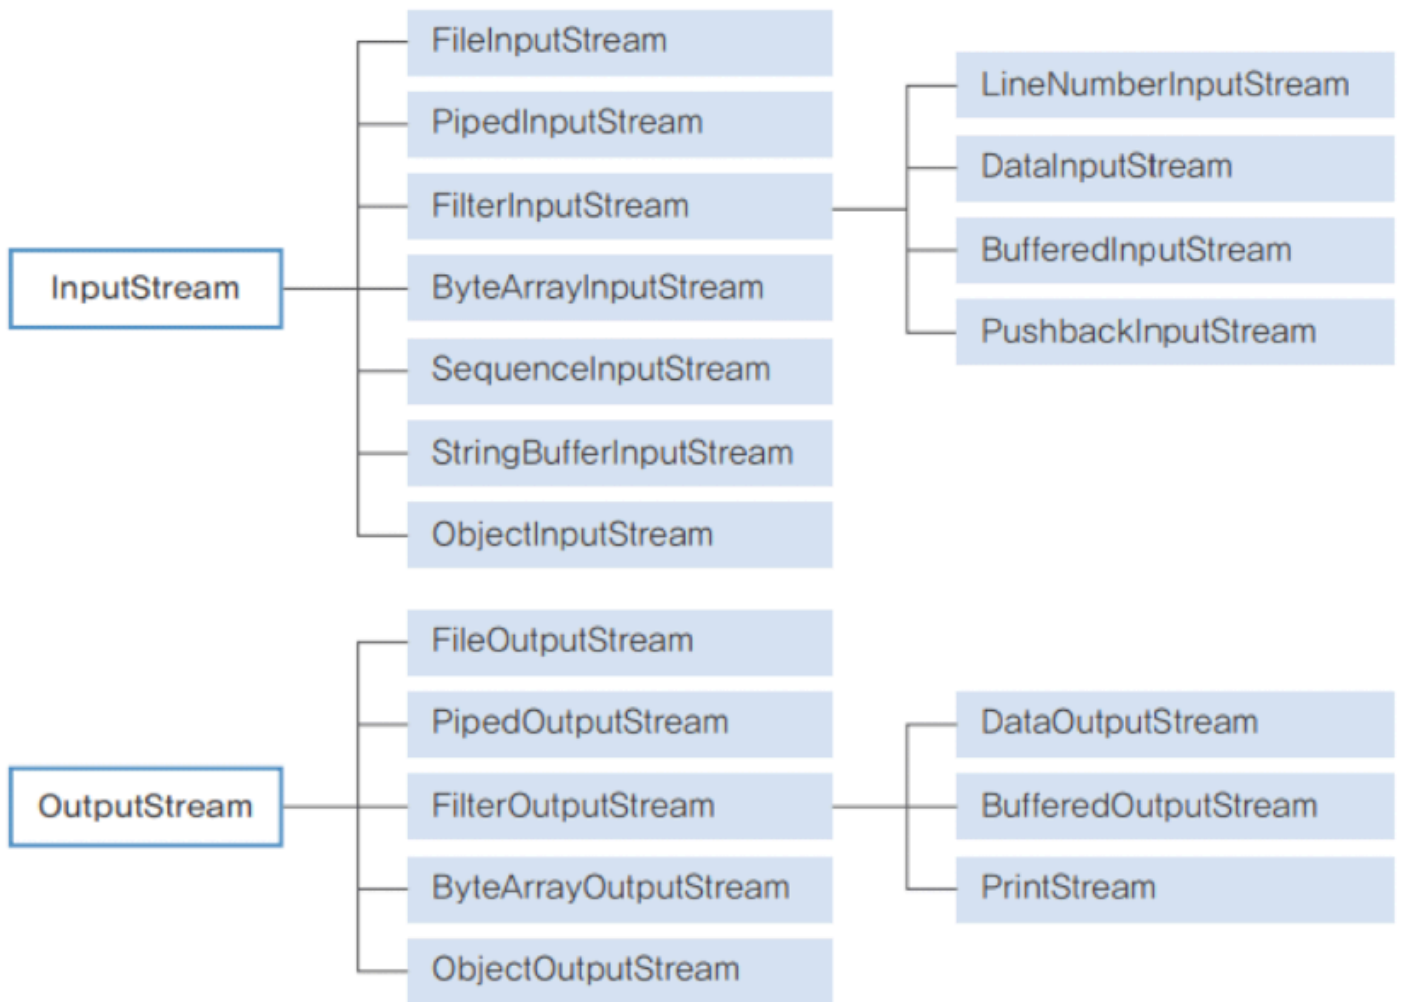 InputStream
FileInputStream
PipedInputStream
FilterInputStream
ByteArrayInputStream
SequenceInputStream
StringBufferInputStream
ObjectInputStream
LineNumberInputStream
DataInputStream
BufferedInputStream
PushbackInputStream
OutputStream
FileOutputStream
PipedOutputStream
FilterOutputStream
ByteArrayOutputStream
ObjectOutputStream
DataOutputStream
BufferedOutputStream
PrintStream